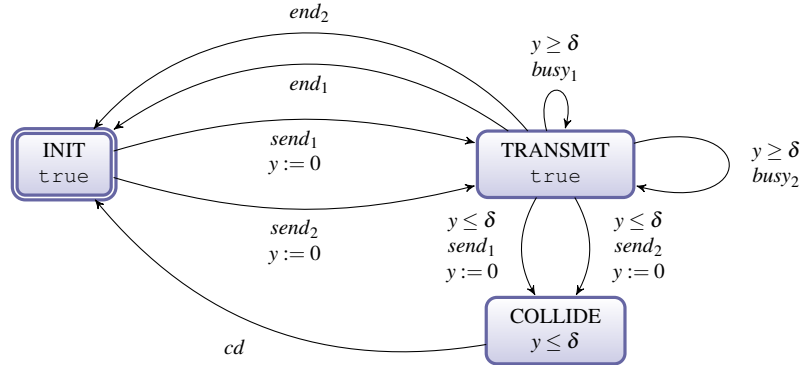 end₂
y ≥ δ
busy₁
end₁
INIT
true
send₁
y := 0
TRANSMIT
true
y ≥ δ
busy₂
send₂
y := 0
y ≤ δ
send₁
y := 0
y ≤ δ
send₂
y := 0
COLLIDE
y ≤ δ
cd